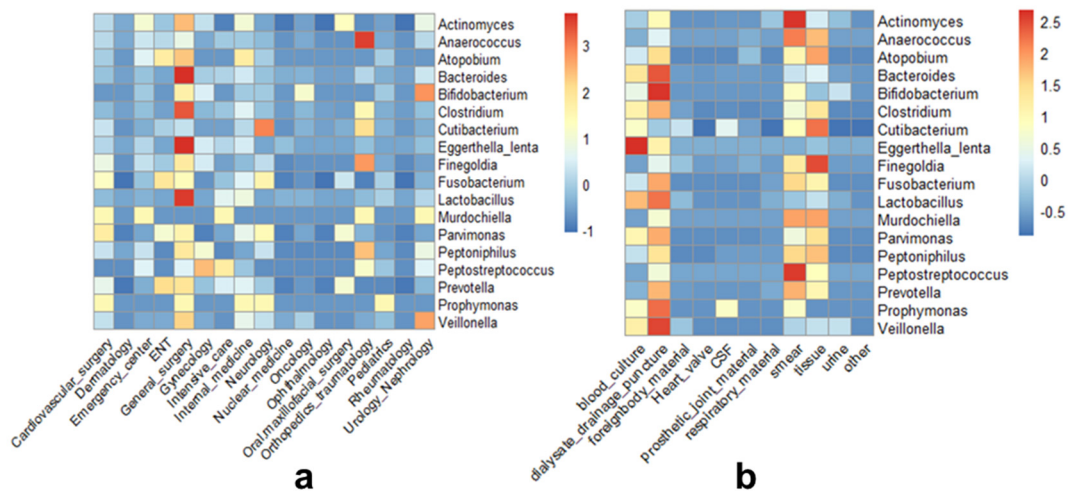 Actinomyces
Anaerococcus
Atopobium
Bacteroides
Bifidobacterium
Clostridium
Cutibacterium
Eggerthella_lenta
Finegoldia
Fusobacterium
Lactobacillus
Murdochiella
Parvimonas
Peptoniphilus
Peptostreptococcus
Prevotella
Prophymonas
Veillonella
3
2
1
0
-1
Cardiovascular_surgery
Dermatology
Emergency_center
ENT
General_surgery
Gynecology
Intensive_care
Internal_medicine
Neurology
Nuclear_medicine
Oncology
Ophthalmology
Oral.maxillofacial_surgery
Orthopedics_traumatology
Pediatrics
Rheumatology
Urology_Nephrology
a
Actinomyces
Anaerococcus
Atopobium
Bacteroides
Bifidobacterium
Clostridium
Cutibacterium
Eggerthella_lenta
Finegoldia
Fusobacterium
Lactobacillus
Murdochiella
Parvimonas
Peptoniphilus
Peptostreptococcus
Prevotella
Prophymonas
Veillonella
2.5
2
1.5
1
0.5
0
-0.5
blood_culture
dialysate_drainage_puncture
foreignbody_material
Heart_valve
CSF
prosthetic_joint_material
respiratory_material
smear
tissue
urine
other
b